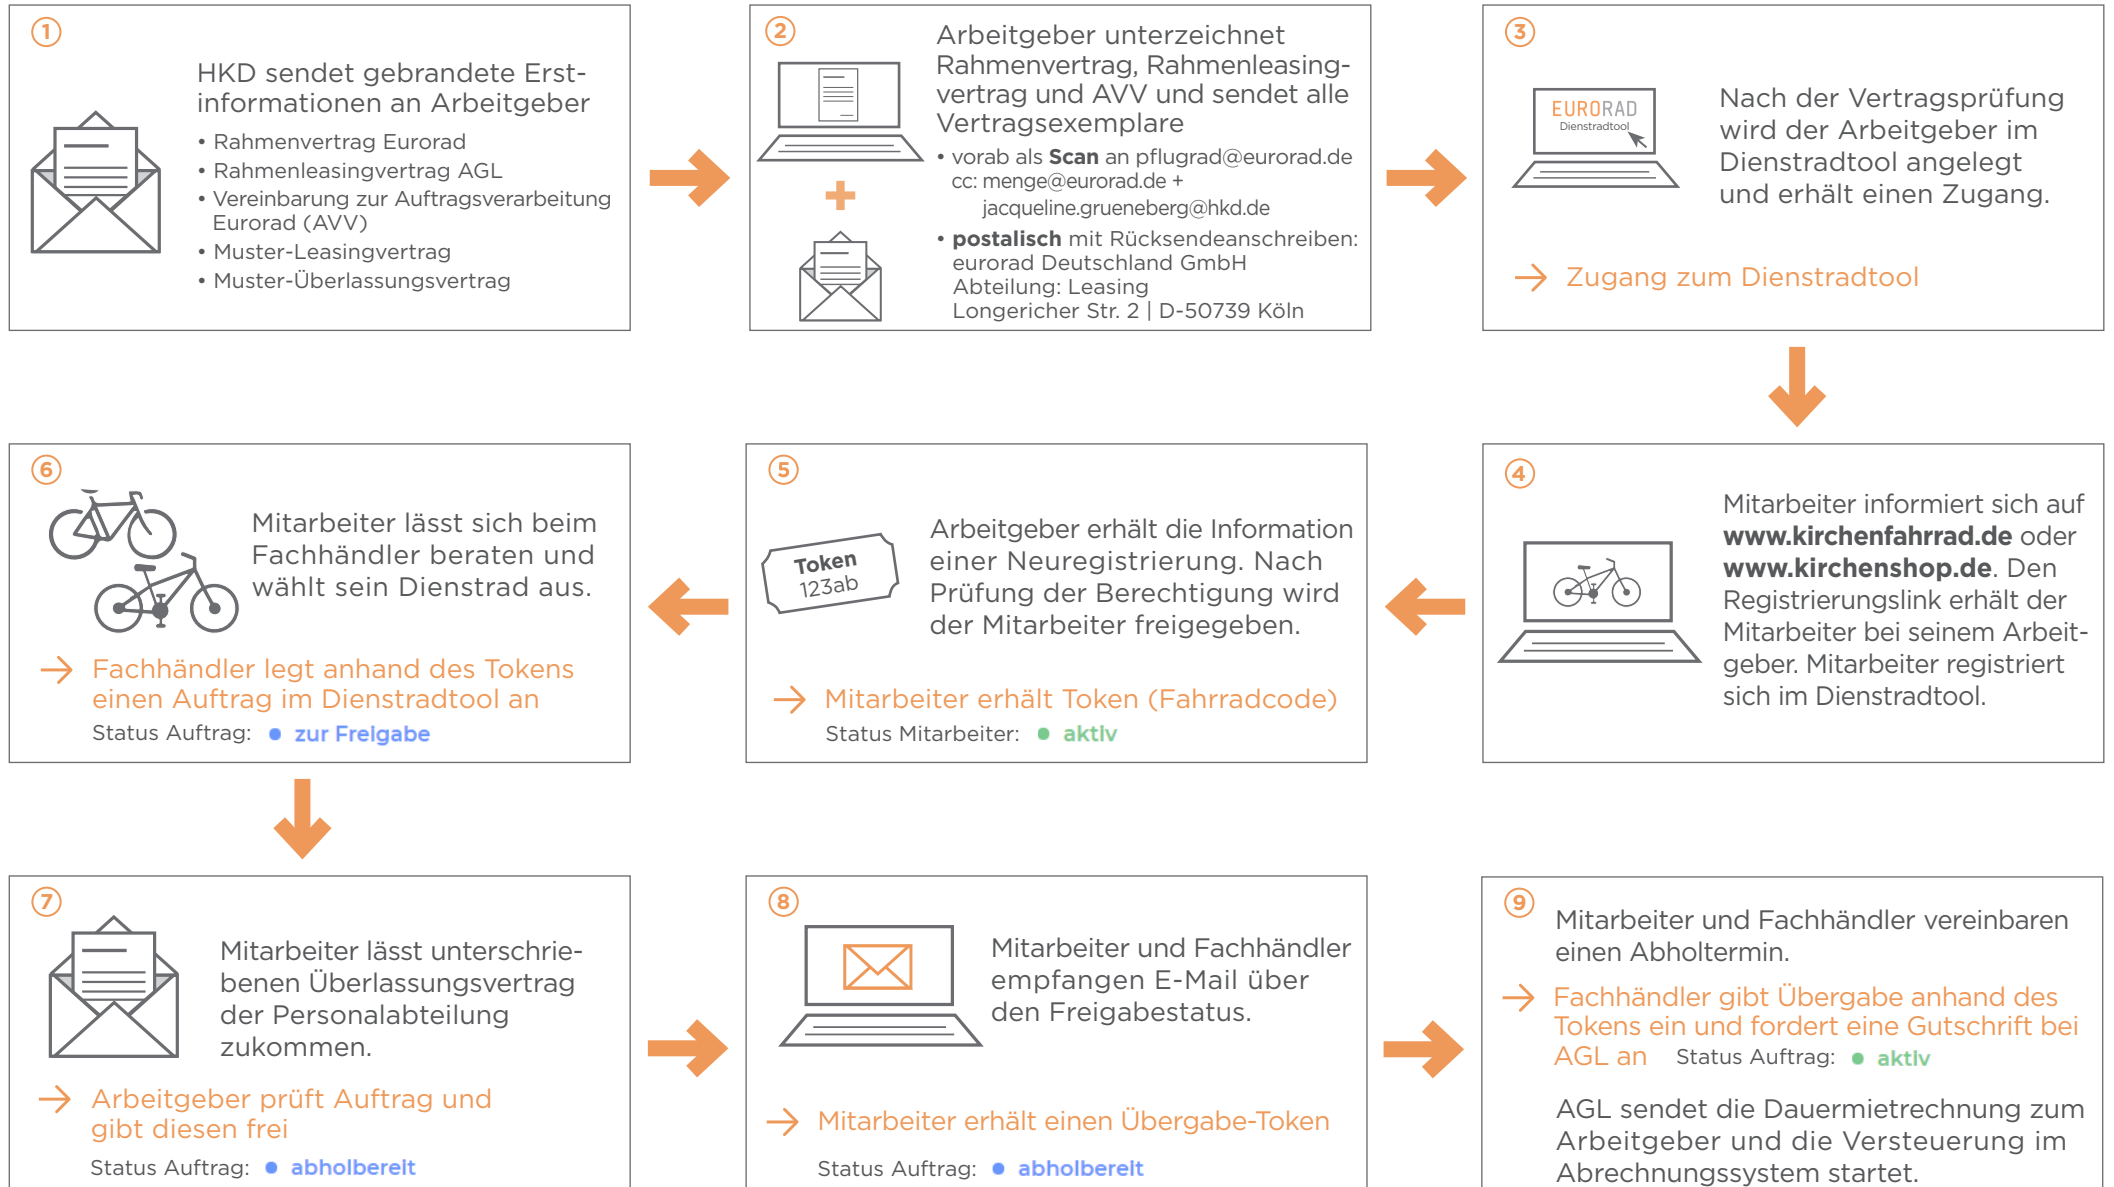 1
HKD sendet gebrandete Erst-
informationen an Arbeitgeber
• Rahmenvertrag Eurorad
• Rahmenleasingvertrag AGL
• Vereinbarung zur Auftragsverarbeitung
Eurorad (AVV)
• Muster-Leasingvertrag
• Muster-Überlassungsvertrag
2
Arbeitgeber unterzeichnet
Rahmenvertrag, Rahmenleasing-
vertrag und AVV und sendet alle
Vertragsexemplare
• vorab als Scan an pflugrad@eurorad.de
cc: menge@eurorad.de +
jacqueline.grueneberg@hkd.de
• postalisch mit Rücksendeanschreiben:
eurorad Deutschland GmbH
Abteilung: Leasing
Longericher Str. 2 | D-50739 Köln
3
EURORAD
Dienstradtool
Nach der Vertragsprüfung
wird der Arbeitgeber im
Dienstradtool angelegt
und erhält einen Zugang.
Zugang zum Dienstradtool
4
Mitarbeiter informiert sich auf
www.kirchenfahrrad.de oder
www.kirchenshop.de. Den
Registrierungslink erhält der
Mitarbeiter bei seinem Arbeit-
geber. Mitarbeiter registriert
sich im Dienstradtool.
5
Token
123ab
Arbeitgeber erhält die Information
einer Neuregistrierung. Nach
Prüfung der Berechtigung wird
der Mitarbeiter freigegeben.
Mitarbeiter erhält Token (Fahrradcode)
Status Mitarbeiter: • aktiv
6
Mitarbeiter lässt sich beim
Fachhändler beraten und
wählt sein Dienstrad aus.
Fachhändler legt anhand des Tokens
einen Auftrag im Dienstradtool an
Status Auftrag: • zur Freigabe
7
Mitarbeiter lässt unterschrie-
benen Überlassungsvertrag
der Personalabteilung
zukommen.
Arbeitgeber prüft Auftrag und
gibt diesen frei
Status Auftrag: • abholbereit
8
Mitarbeiter und Fachhändler
empfangen E-Mail über
den Freigabestatus.
Mitarbeiter erhält einen Übergabe-Token
Status Auftrag: • abholbereit
9
Mitarbeiter und Fachhändler vereinbaren
einen Abholtermin.
Fachhändler gibt Übergabe anhand des
Tokens ein und fordert eine Gutschrift bei
AGL an Status Auftrag: • aktiv
AGL sendet die Dauermietrechnung zum
Arbeitgeber und die Versteuerung im
Abrechnungssystem startet.